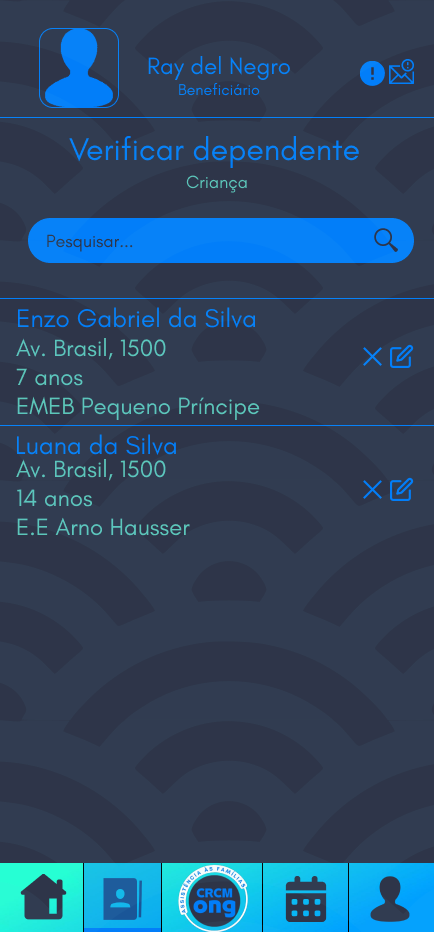 Ray del Negro
Beneficiário
Verificar dependente
Criança
Pesquisar...
Enzo Gabriel da Silva
Av. Brasil, 1500
7 anos
EMEB Pequeno Príncipe
Luana da Silva
Av. Brasil, 1500
14 anos
E.E Arno Hausser
ASSISTÊNCIA ÀS FAMÍLIAS
CRCM
ong